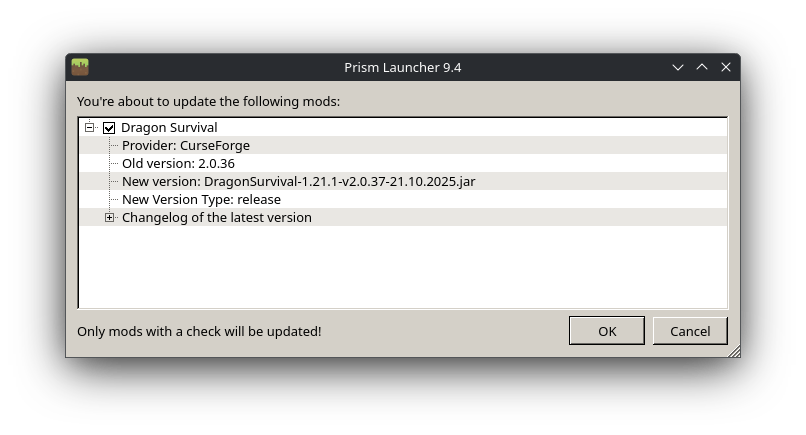 Prism Launcher 9.4
You're about to update the following mods:
Dragon Survival
Provider: CurseForge
Old version: 2.0.36
New version: DragonSurvival-1.21.1-v2.0.37-21.10.2025.jar
New Version Type: release
Changelog of the latest version
Only mods with a check will be updated!
OK
Cancel